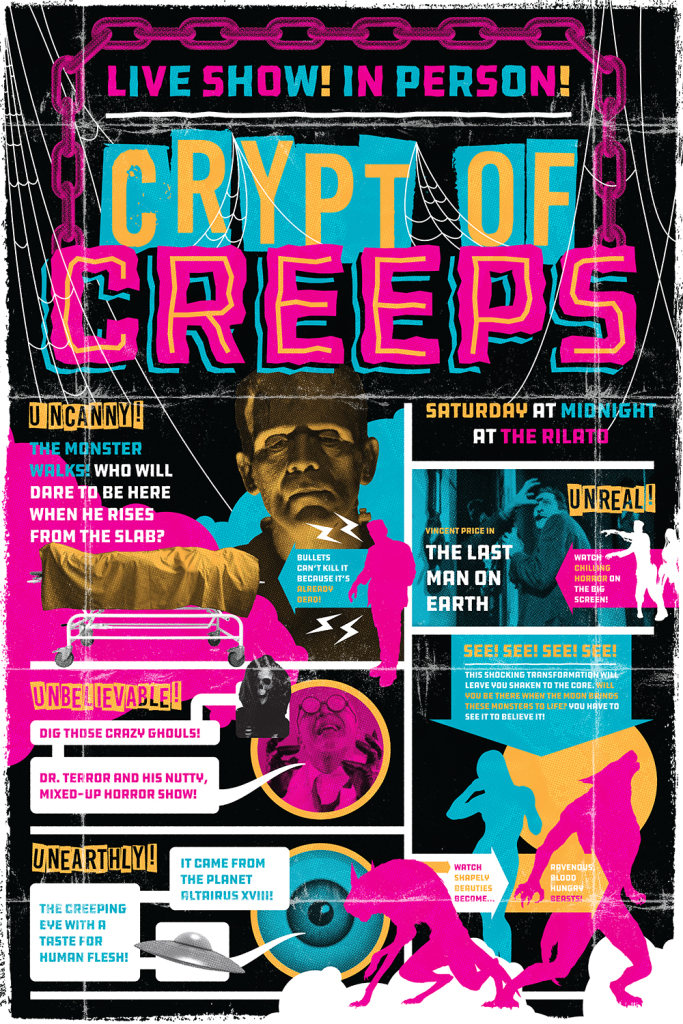 LIVE SHOW! IN PERSON!
CRYPT OF
CREEPS
UNCANNY!
THE MONSTER
WALKS! WHO WILL
DARE TO BE HERE
WHEN HE RISES
FROM THE SLAB?
BULLETS
CAN'T KILL IT
BECAUSE IT'S
ALREADY
DEAD!
SATURDAY AT MIDNIGHT
AT THE RILATO
UNREAL!
VINCENT PRICE IN
THE LAST
MAN ON
EARTH
WATCH
CHILLING
HORROR ON
THE BIG
SCREEN!
SEE! SEE! SEE! SEE!
THIS SHOCKING TRANSFORMATION WILL
LEAVE YOU SHAKEN TO THE CORE. WILL
YOU BE THERE WHEN THE MOON BLINDS
THESE MONSTERS TO LIFE? YOU HAVE TO
SEE IT TO BELIEVE IT!
UNBELIEVABLE!
DIG THOSE CRAZY GHOULS!
DR. TERROR AND HIS NUTTY,
MIXED-UP HORROR SHOW!
UNEARTHLY!
IT CAME FROM
THE PLANET
ALTAIRUS XVIII!
THE CREEPING
EYE WITH A
TASTE FOR
HUMAN FLESH!
WATCH
SHAPELY
BEAUTIES
BECOME...
RAVENOUS,
BLOOD
HUNGRY
BEASTS!